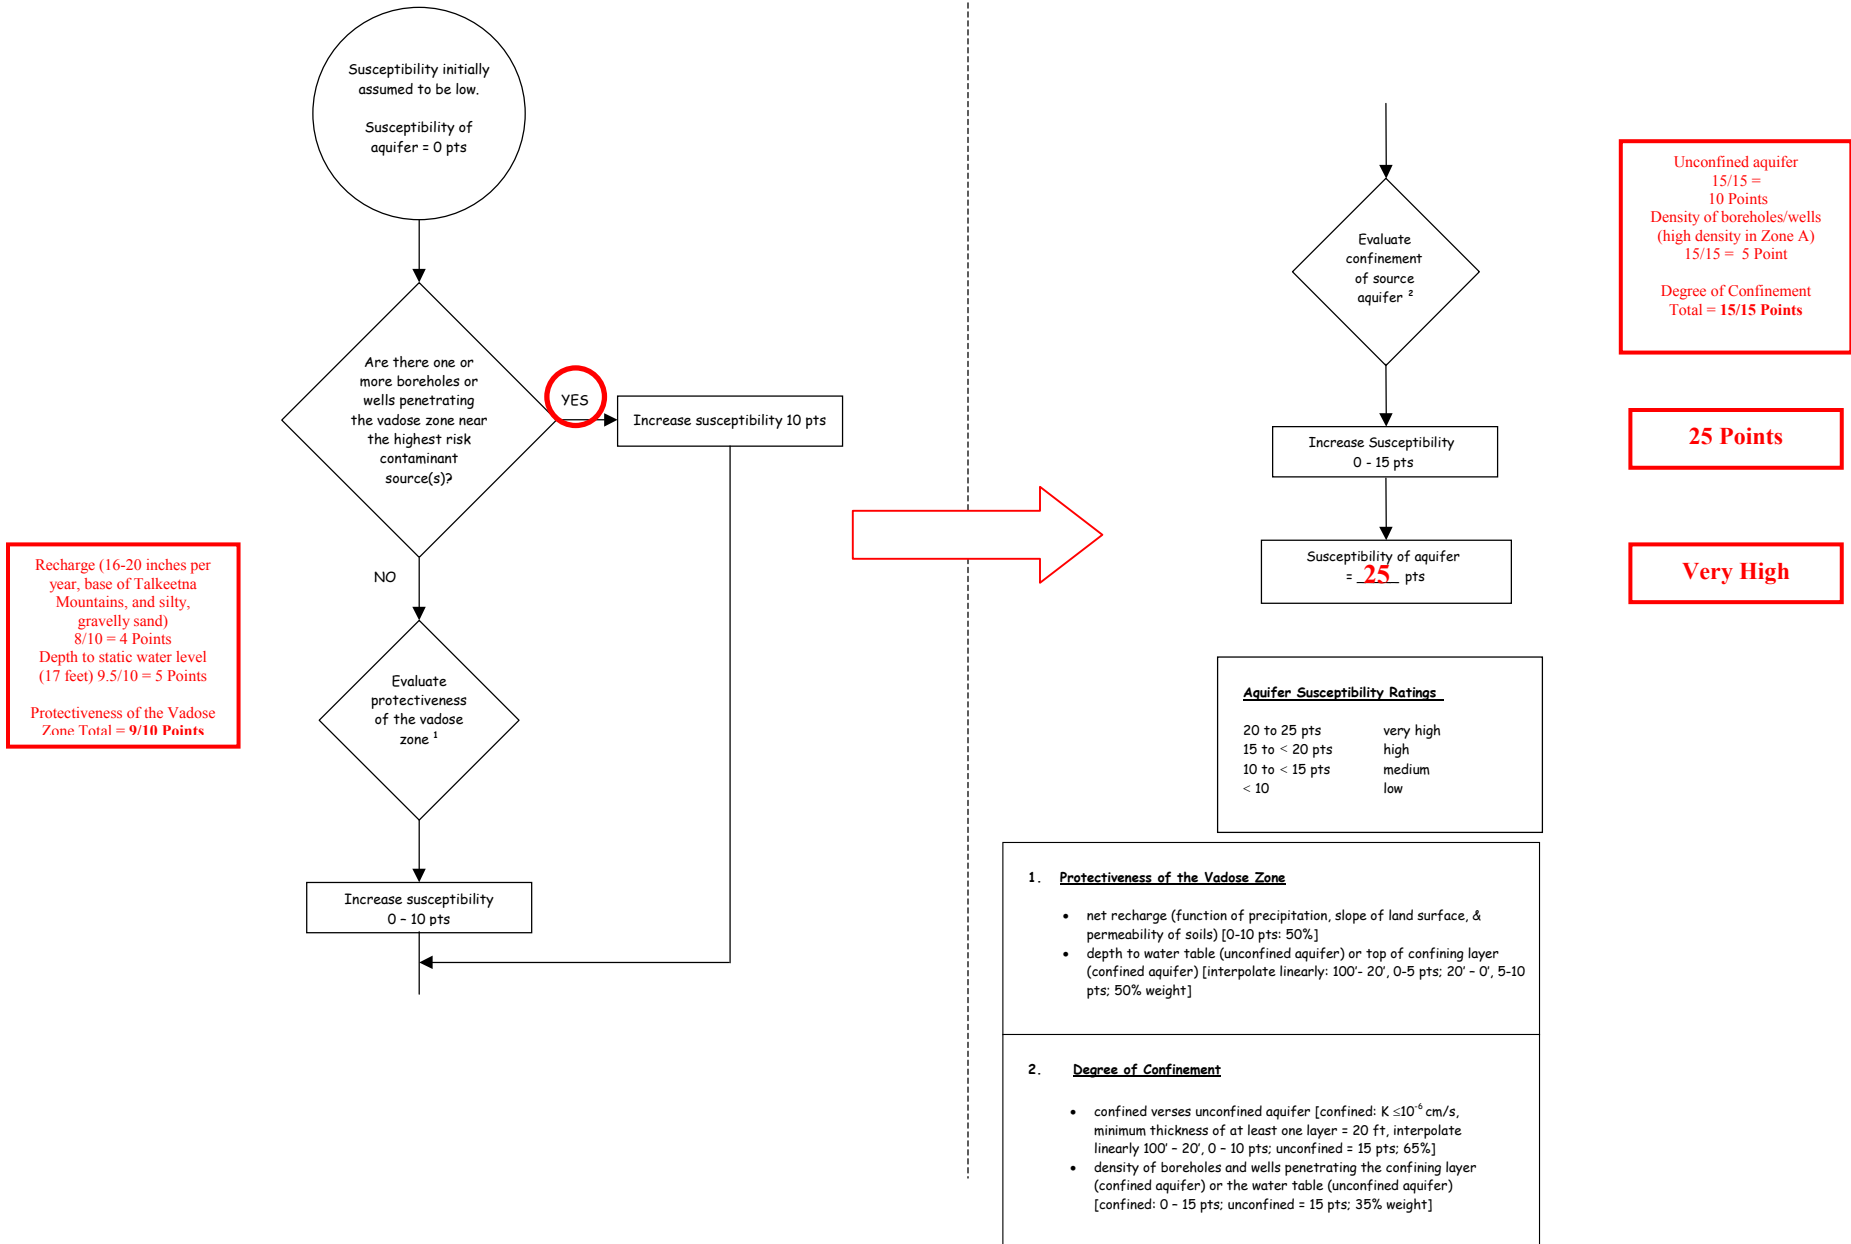 Susceptibility initially
assumed to be low.
Susceptibility of
aquifer = 0 pts
Are there one or
more boreholes or
wells penetrating
the vadose zone near
the highest risk
contaminant
source(s)?
YES
Increase susceptibility 10 pts
NO
Recharge (16-20 inches per
year, base of Talkeetna
Mountains, and silty,
gravelly sand)
8/10 = 4 Points
Depth to static water level
(17 feet) 9.5/10 = 5 Points
Protectiveness of the Vadose
Zone Total = 9/10 Points
Evaluate
protectiveness
of the vadose
zone ¹
Increase susceptibility
0 – 10 pts
Evaluate
confinement
of source
aquifer ²
Increase Susceptibility
0 - 15 pts
Susceptibility of aquifer
= 25 pts
Unconfined aquifer
15/15 =
10 Points
Density of boreholes/wells
(high density in Zone A)
15/15 = 5 Point
Degree of Confinement
Total = 15/15 Points
25 Points
Very High
Aquifer Susceptibility Ratings
20 to 25 pts very high
15 to < 20 pts high
10 to < 15 pts medium
< 10 low
1. Protectiveness of the Vadose Zone
• net recharge (function of precipitation, slope of land surface, &
permeability of soils) [0-10 pts: 50%]
• depth to water table (unconfined aquifer) or top of confining layer
(confined aquifer) [interpolate linearly: 100'- 20', 0-5 pts; 20' – 0', 5-10
pts; 50% weight]
2. Degree of Confinement
• confined verses unconfined aquifer [confined: K ≤10⁻⁶ cm/s,
minimum thickness of at least one layer = 20 ft, interpolate
linearly 100' – 20', 0 – 10 pts; unconfined = 15 pts; 65%]
• density of boreholes and wells penetrating the confining layer
(confined aquifer) or the water table (unconfined aquifer)
[confined: 0 – 15 pts; unconfined = 15 pts; 35% weight]